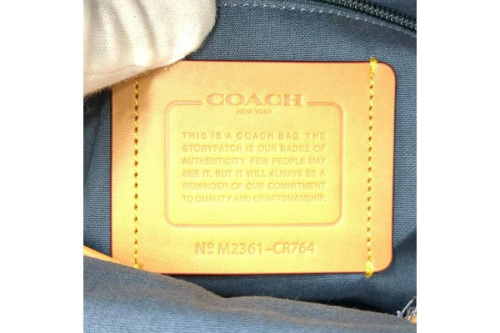 COACH
NEW YORK
THIS IS A COACH BAG. THE
STORYPATCH IS OUR BADGE OF
AUTHENTICITY. FEW PEOPLE MAY
SEE IT, BUT IT WILL ALWAYS BE A
REMINDER OF OUR COMMITMENT
TO QUALITY AND CRAFTSMANSHIP.
Nº M2361-CR764